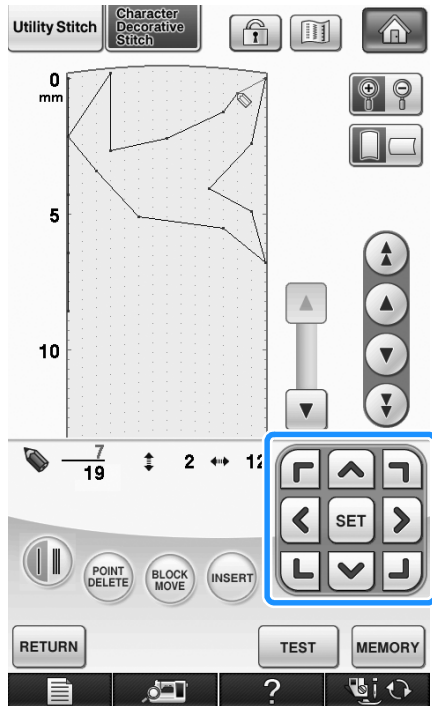 Utility Stitch
Character
Decorative
Stitch
0
mm
5
10
7
19
2
12
SET
POINT
DELETE
BLOCK
MOVE
INSERT
RETURN
TEST
MEMORY
?